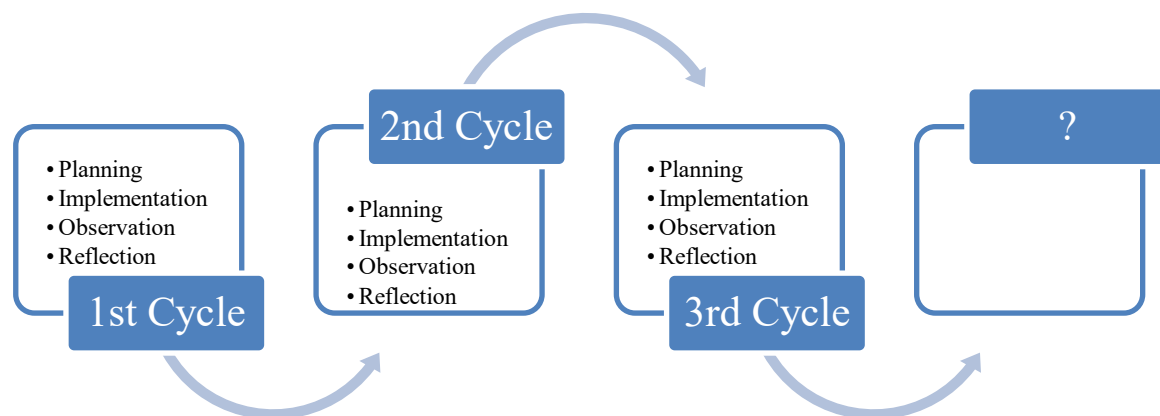 • Planning
• Implementation
• Observation
• Reflection
1st Cycle
2nd Cycle
• Planning
• Implementation
• Observation
• Reflection
• Planning
• Implementation
• Observation
• Reflection
3rd Cycle
?